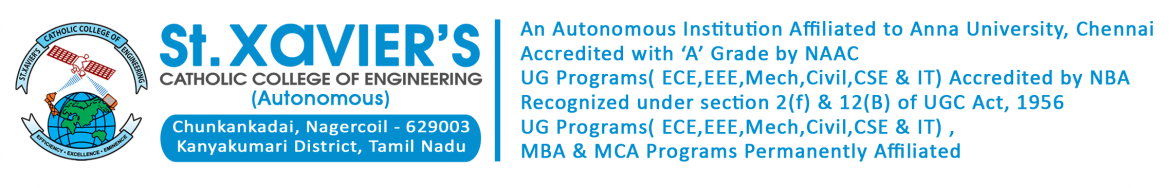 ST.XAVIER'S CATHOLIC COLLEGE OF ENGINEERING
EFFICIENCY • EXCELLENCE • EMINENCE
St. XAVIER'S
CATHOLIC COLLEGE OF ENGINEERING
(Autonomous)
Chunkankadai, Nagercoil - 629003
Kanyakumari District, Tamil Nadu
An Autonomous Institution Affiliated to Anna University, Chennai
Accredited with ‘A’ Grade by NAAC
UG Programs( ECE,EEE,Mech,Civil,CSE & IT) Accredited by NBA
Recognized under section 2(f) & 12(B) of UGC Act, 1956
UG Programs( ECE,EEE,Mech,Civil,CSE & IT) ,
MBA & MCA Programs Permanently Affiliated